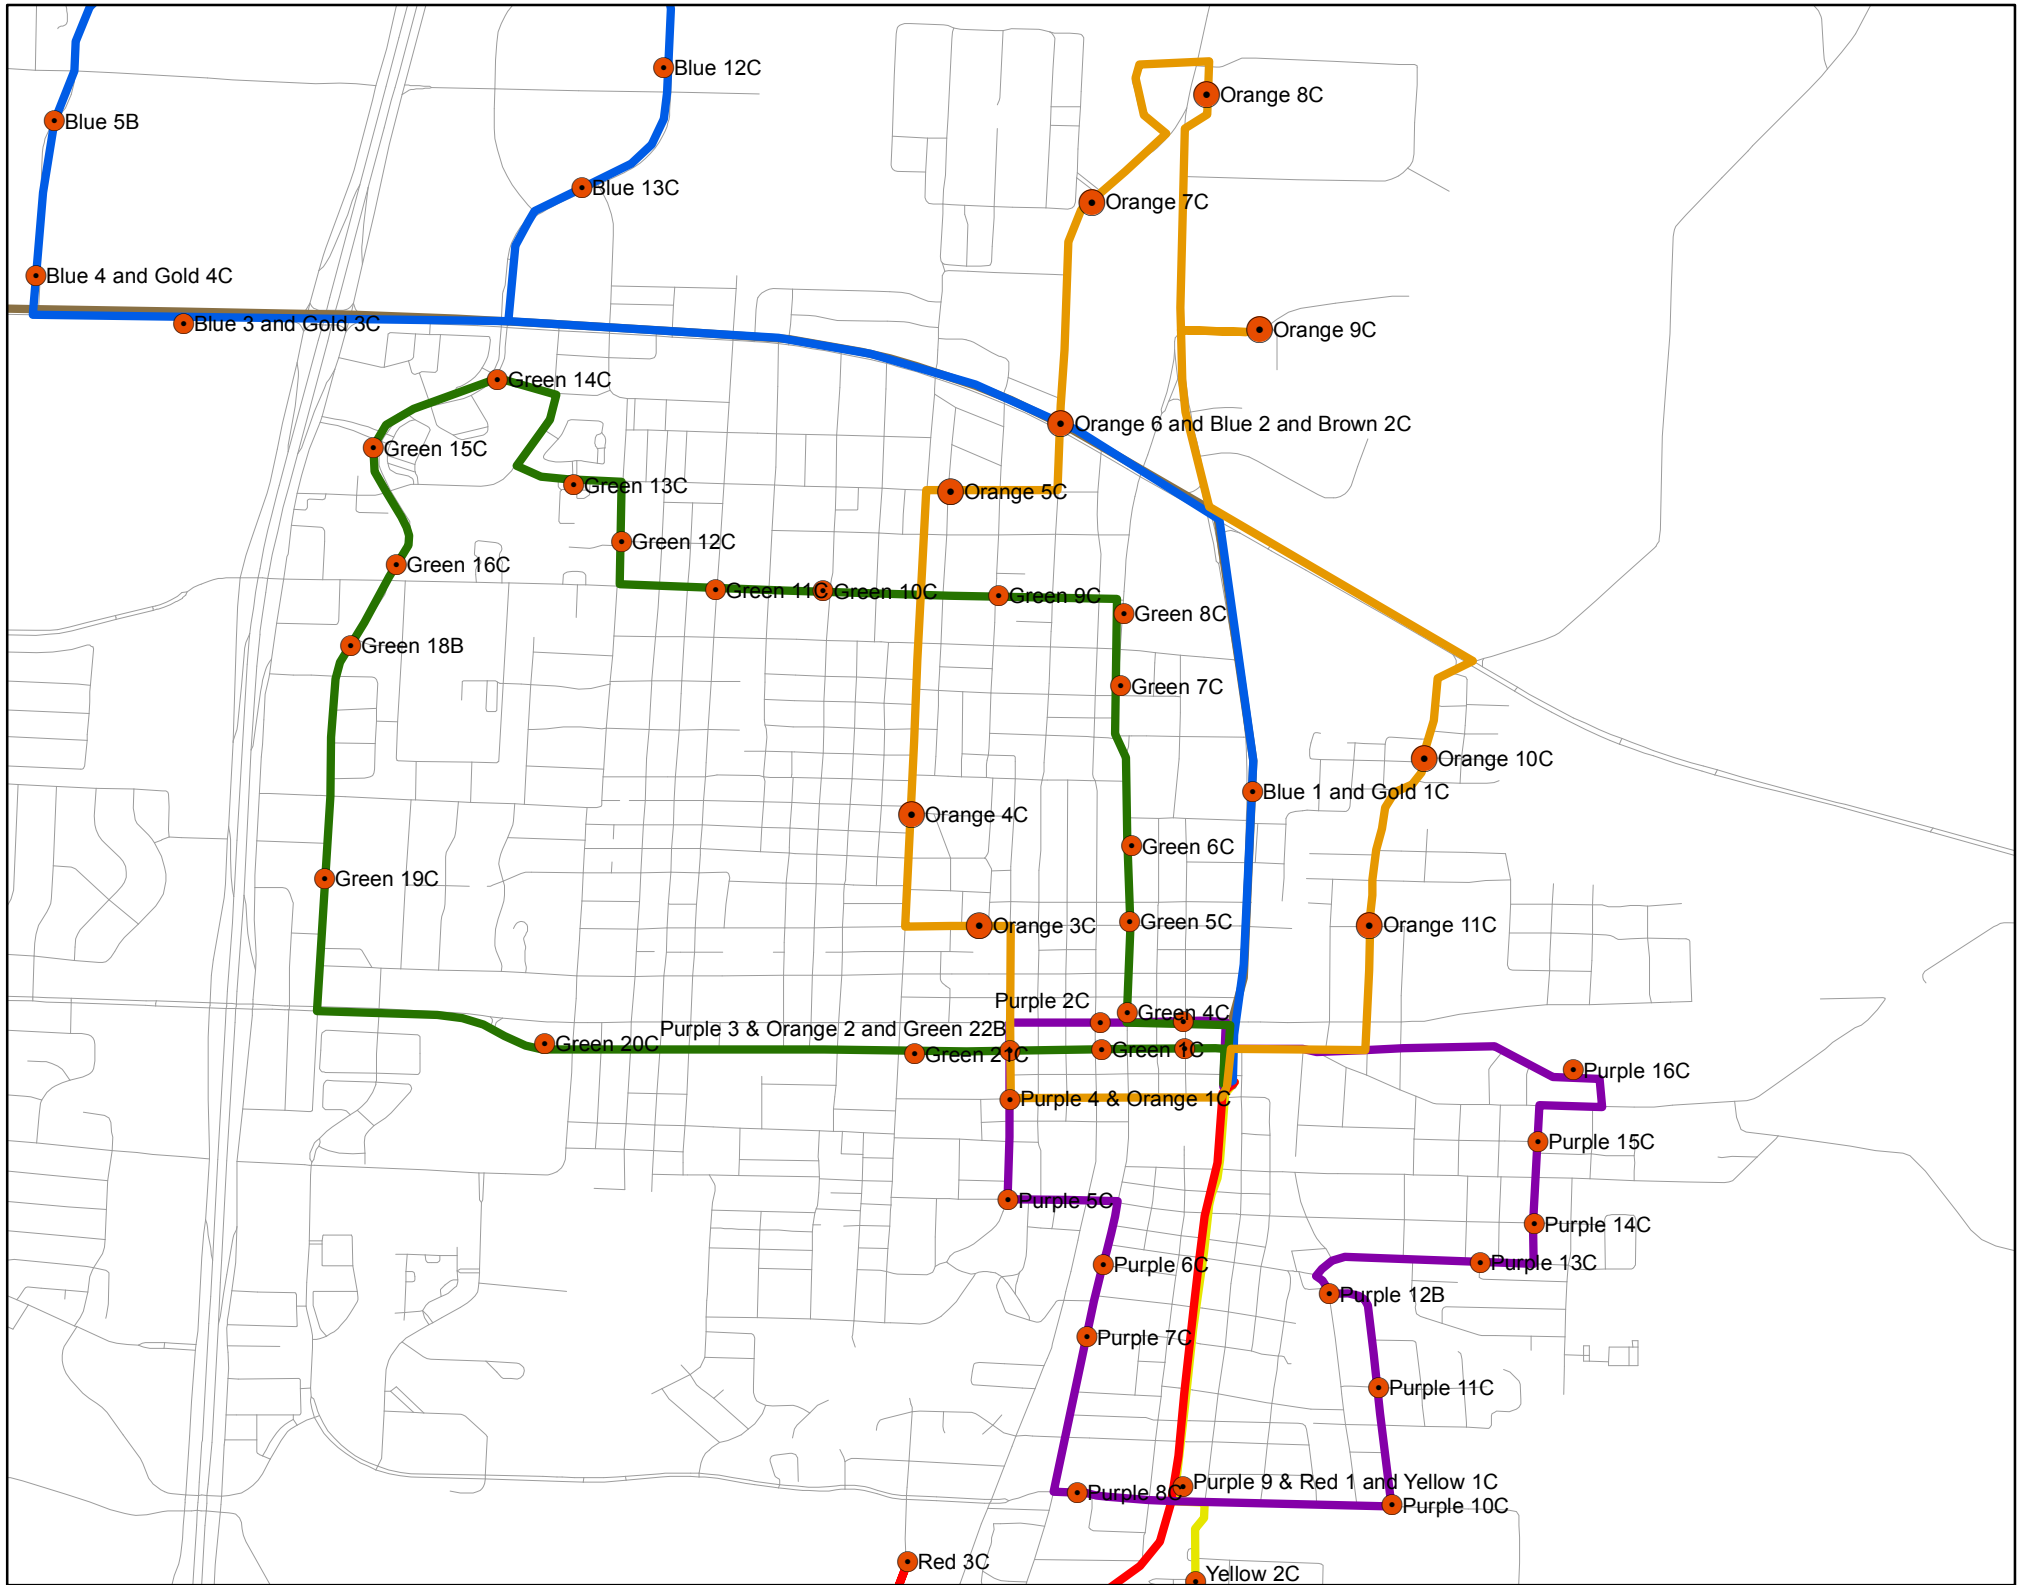 Blue 12C
Orange 8C
Blue 5B
Blue 13C
Orange 7C
Blue 4 and Gold 4C
Blue 3 and Gold 3C
Orange 9C
Green 14C
Orange 6 and Blue 2 and Brown 2C
Green 15C
Green 13C
Orange 5C
Green 12C
Green 16C
Green 11C
Green 10C
Green 9C
Green 8C
Green 18B
Green 7C
Orange 10C
Blue 1 and Gold 1C
Orange 4C
Green 6C
Green 19C
Green 5C
Orange 3C
Orange 11C
Purple 2C
Green 4C
Purple 3 & Orange 2 and Green 22B
Green 20C
Green 21C
Green 1C
Purple 16C
Purple 4 & Orange 1C
Purple 15C
Purple 5C
Purple 14C
Purple 6C
Purple 13C
Purple 12B
Purple 7C
Purple 11C
Purple 9 & Red 1 and Yellow 1C
Purple 8C
Purple 10C
Red 3C
Yellow 2C